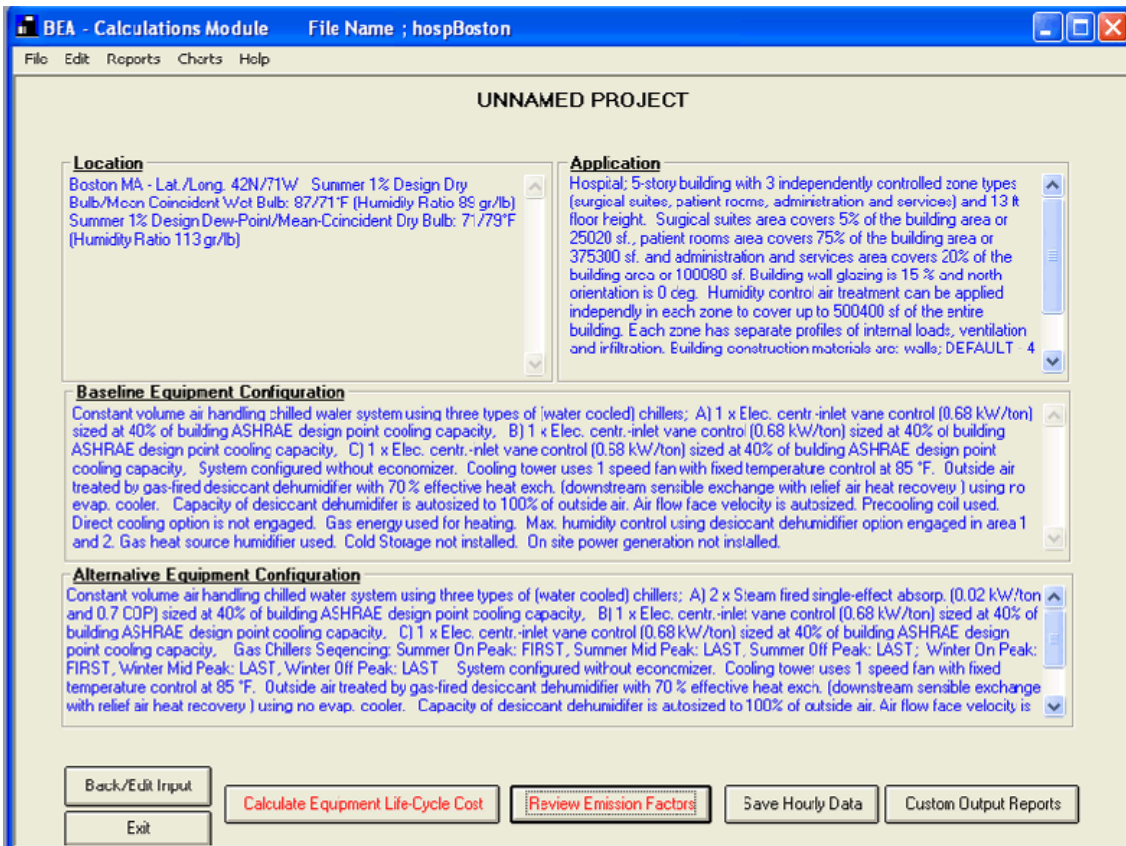 BEA - Calculations Module File Name ; hospBoston
File Edit Reports Charts Help
UNNAMED PROJECT
Location
Boston MA - Lat./Long. 42N/71W Summer 1% Design Dry
Bulb/Mean Coincident Wet Bulb: 87/71°F (Humidity Ratio 89 gr/lb)
Summer 1% Design Dew-Point/Mean-Coincident Dry Bulb: 71/79°F
(Humidity Ratio 113 gr/lb)
Application
Hospital; 5-story building with 3 independently controlled zone types
(surgical suites, patient rooms, administration and services) and 13 ft
floor height. Surgical suites area covers 5% of the building area or
25020 sf., patient rooms area covers 75% of the building area or
375300 sf. and administration and services area covers 20% of the
building area or 100080 sf. Building wall glazing is 15 % and north
orientation is 0 deg. Humidity control air treatment can be applied
independly in each zone to cover up to 500400 sf of the entire
building. Each zone has separate profiles of internal loads, ventilation
and infiltration. Building construction materials are: walls; DEFAULT - 4
Baseline Equipment Configuration
Constant volume air handling chilled water system using three types of (water cooled) chillers; A) 1 x Elec. centr.-inlet vane control (0.68 kW/ton)
sized at 40% of building ASHRAE design point cooling capacity, B) 1 x Elec. centr.-inlet vane control (0.68 kW/ton) sized at 40% of building
ASHRAE design point cooling capacity, C) 1 x Elec. centr.-inlet vane control (0.68 kW/ton) sized at 40% of building ASHRAE design point
cooling capacity, System configured without economizer. Cooling tower uses 1 speed fan with fixed temperature control at 85 °F. Outside air
treated by gas-fired desiccant dehumidifer with 70 % effective heat exch. (downstream sensible exchange with relief air heat recovery ) using no
evap. cooler. Capacity of desiccant dehumidifer is autosized to 100% of outside air. Air flow face velocity is autosized. Precooling coil used.
Direct cooling option is not engaged. Gas energy used for heating. Max. humidity control using desiccant dehumidifer option engaged in area 1
and 2. Gas heat source humidifier used. Cold Storage not installed. On site power generation not installed.
Alternative Equipment Configuration
Constant volume air handling chilled water system using three types of (water cooled) chillers; A) 2 x Steam fired single-effect absorp. (0.02 kW/ton
and 0.7 COP) sized at 40% of building ASHRAE design point cooling capacity, B) 1 x Elec. centr.-inlet vane control (0.68 kW/ton) sized at 40% of
building ASHRAE design point cooling capacity, C) 1 x Elec. centr.-inlet vane control (0.68 kW/ton) sized at 40% of building ASHRAE design
point cooling capacity, Gas Chillers Seqencing: Summer On Peak: FIRST, Summer Mid Peak: LAST, Summer Off Peak: LAST; Winter On Peak:
FIRST, Winter Mid Peak: LAST, Winter Off Peak: LAST System configured without economizer. Cooling tower uses 1 speed fan with fixed
temperature control at 85 °F. Outside air treated by gas-fired desiccant dehumidifer with 70 % effective heat exch. (downstream sensible exchange
with relief air heat recovery ) using no evap. cooler. Capacity of desiccant dehumidifer is autosized to 100% of outside air. Air flow face velocity is
Back/Edit Input
Exit
Calculate Equipment Life-Cycle Cost
Review Emission Factors
Save Hourly Data
Custom Output Reports